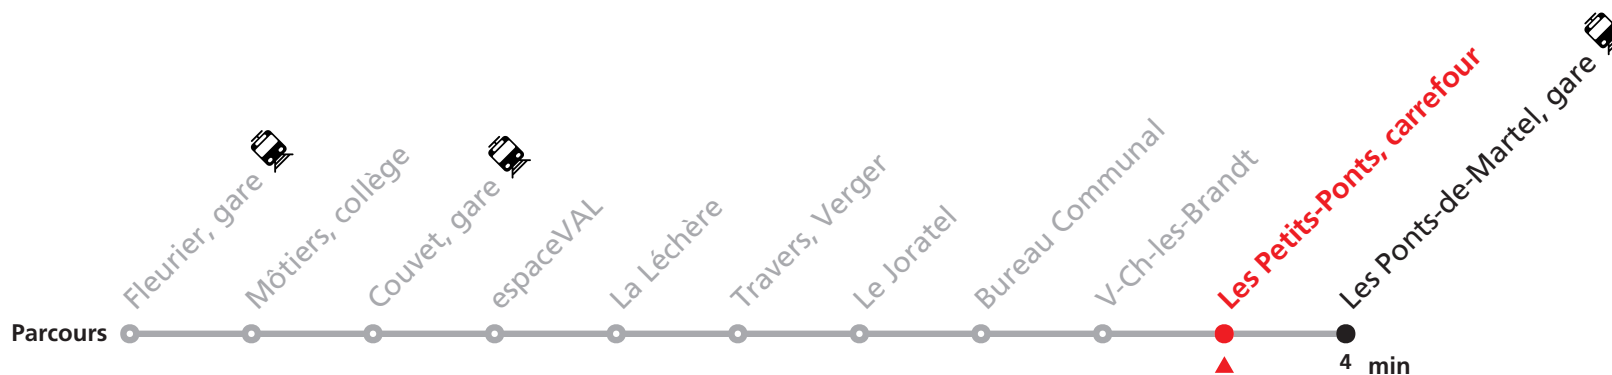 Fleurier, gare
Môtiers, collège
Couvet, gare
espaceVAL
La Léchère
Travers, Verger
Le Joratel
Bureau Communal
V-Ch-les-Brandt
Les Petits-Ponts, carrefour
Les Ponts-de-Martel, gare
Parcours
4 min